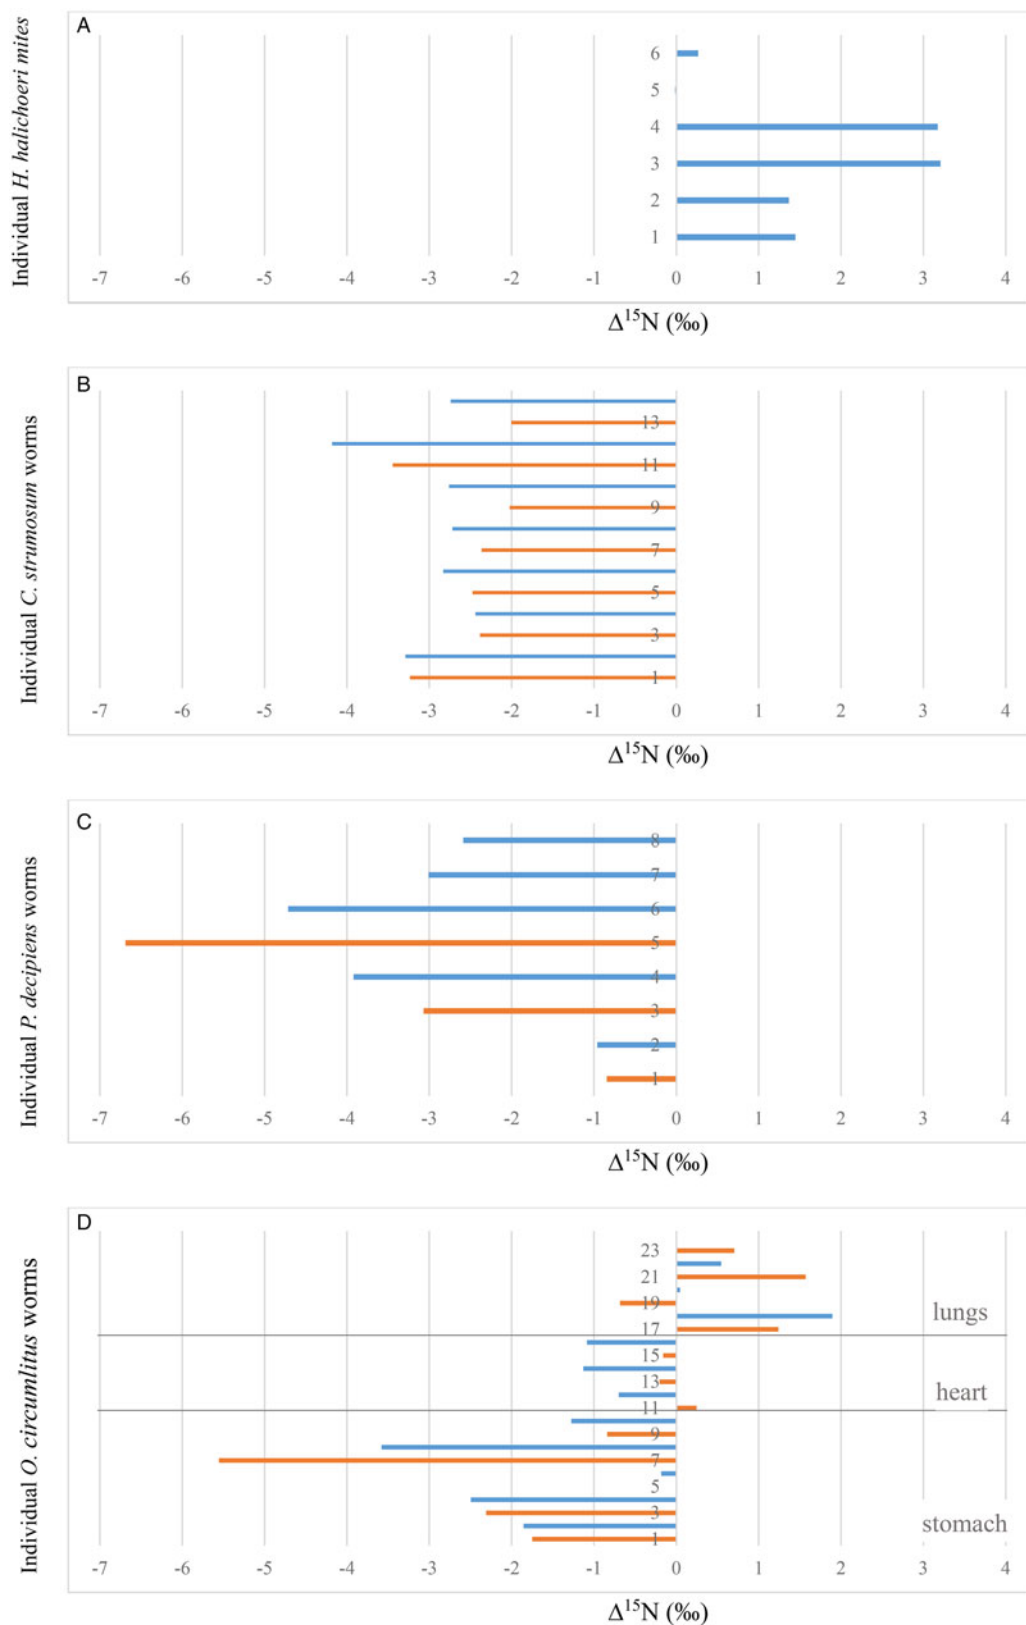 A
Individual H. halichoeri mites
6
5
4
3
2
1
-7 -6 -5 -4 -3 -2 -1 0 1 2 3 4
Δ¹⁵N (‰)
B
Individual C. strumosum worms
13
11
9
7
5
3
1
-7 -6 -5 -4 -3 -2 -1 0 1 2 3 4
Δ¹⁵N (‰)
C
Individual P. decipiens worms
8
7
6
5
4
3
2
1
-7 -6 -5 -4 -3 -2 -1 0 1 2 3 4
Δ¹⁵N (‰)
D
Individual O. circumlitus worms
23
21
19
lungs
17
15
13
heart
11
9
7
5
3
stomach
1
-7 -6 -5 -4 -3 -2 -1 0 1 2 3 4
Δ¹⁵N (‰)